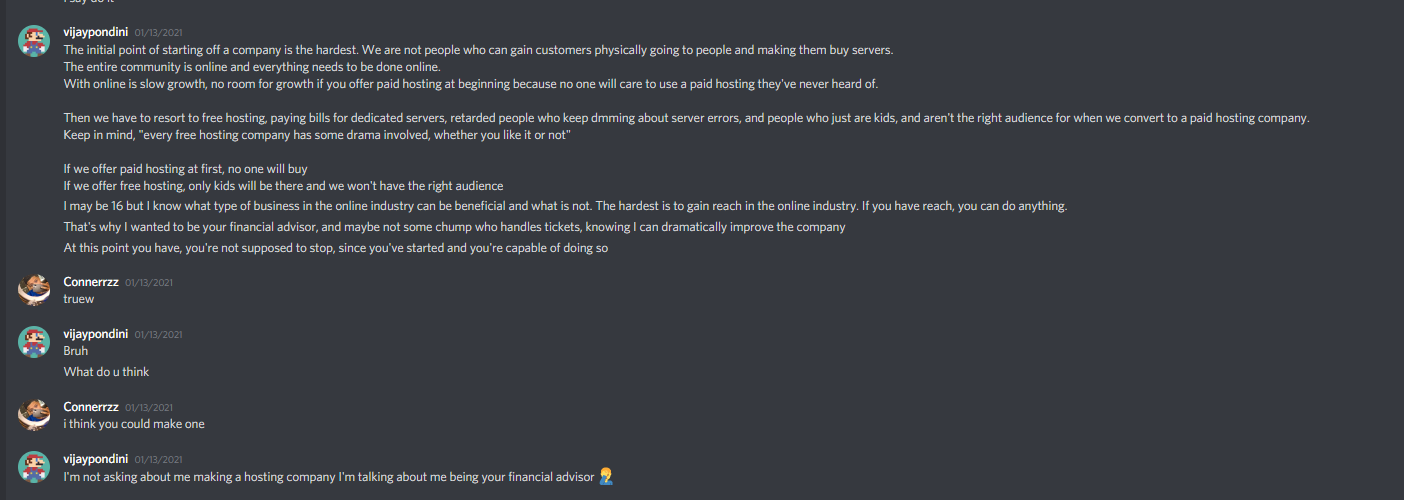 I say do it
vijaypondini 01/13/2021
The initial point of starting off a company is the hardest. We are not people who can gain customers physically going to people and making them buy servers.
The entire community is online and everything needs to be done online.
With online is slow growth, no room for growth if you offer paid hosting at beginning because no one will care to use a paid hosting they've never heard of.
Then we have to resort to free hosting, paying bills for dedicated servers, retarded people who keep dmming about server errors, and people who just are kids, and aren't the right audience for when we convert to a paid hosting company.
Keep in mind, "every free hosting company has some drama involved, whether you like it or not"
If we offer paid hosting at first, no one will buy
If we offer free hosting, only kids will be there and we won't have the right audience
I may be 16 but I know what type of business in the online industry can be beneficial and what is not. The hardest is to gain reach in the online industry. If you have reach, you can do anything.
That's why I wanted to be your financial advisor, and maybe not some chump who handles tickets, knowing I can dramatically improve the company
At this point you have, you're not supposed to stop, since you've started and you're capable of doing so
Connerrzz 01/13/2021
truew
vijaypondini 01/13/2021
Bruh
What do u think
Connerrzz 01/13/2021
i think you could make one
vijaypondini 01/13/2021
I'm not asking about me making a hosting company I'm talking about me being your financial advisor